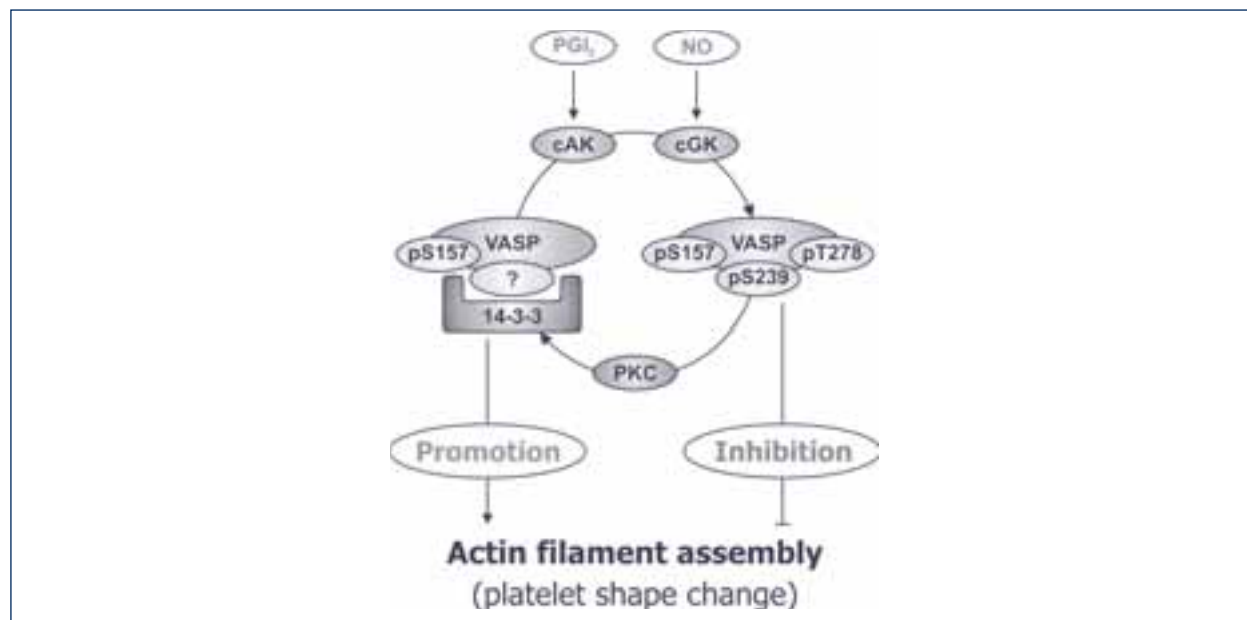 PGI₂ NO
cAK cGK
VASP VASP
pS157 pS157 pT278
? pS239
14-3-3
PKC
Promotion Inhibition
Actin filament assembly
(platelet shape change)